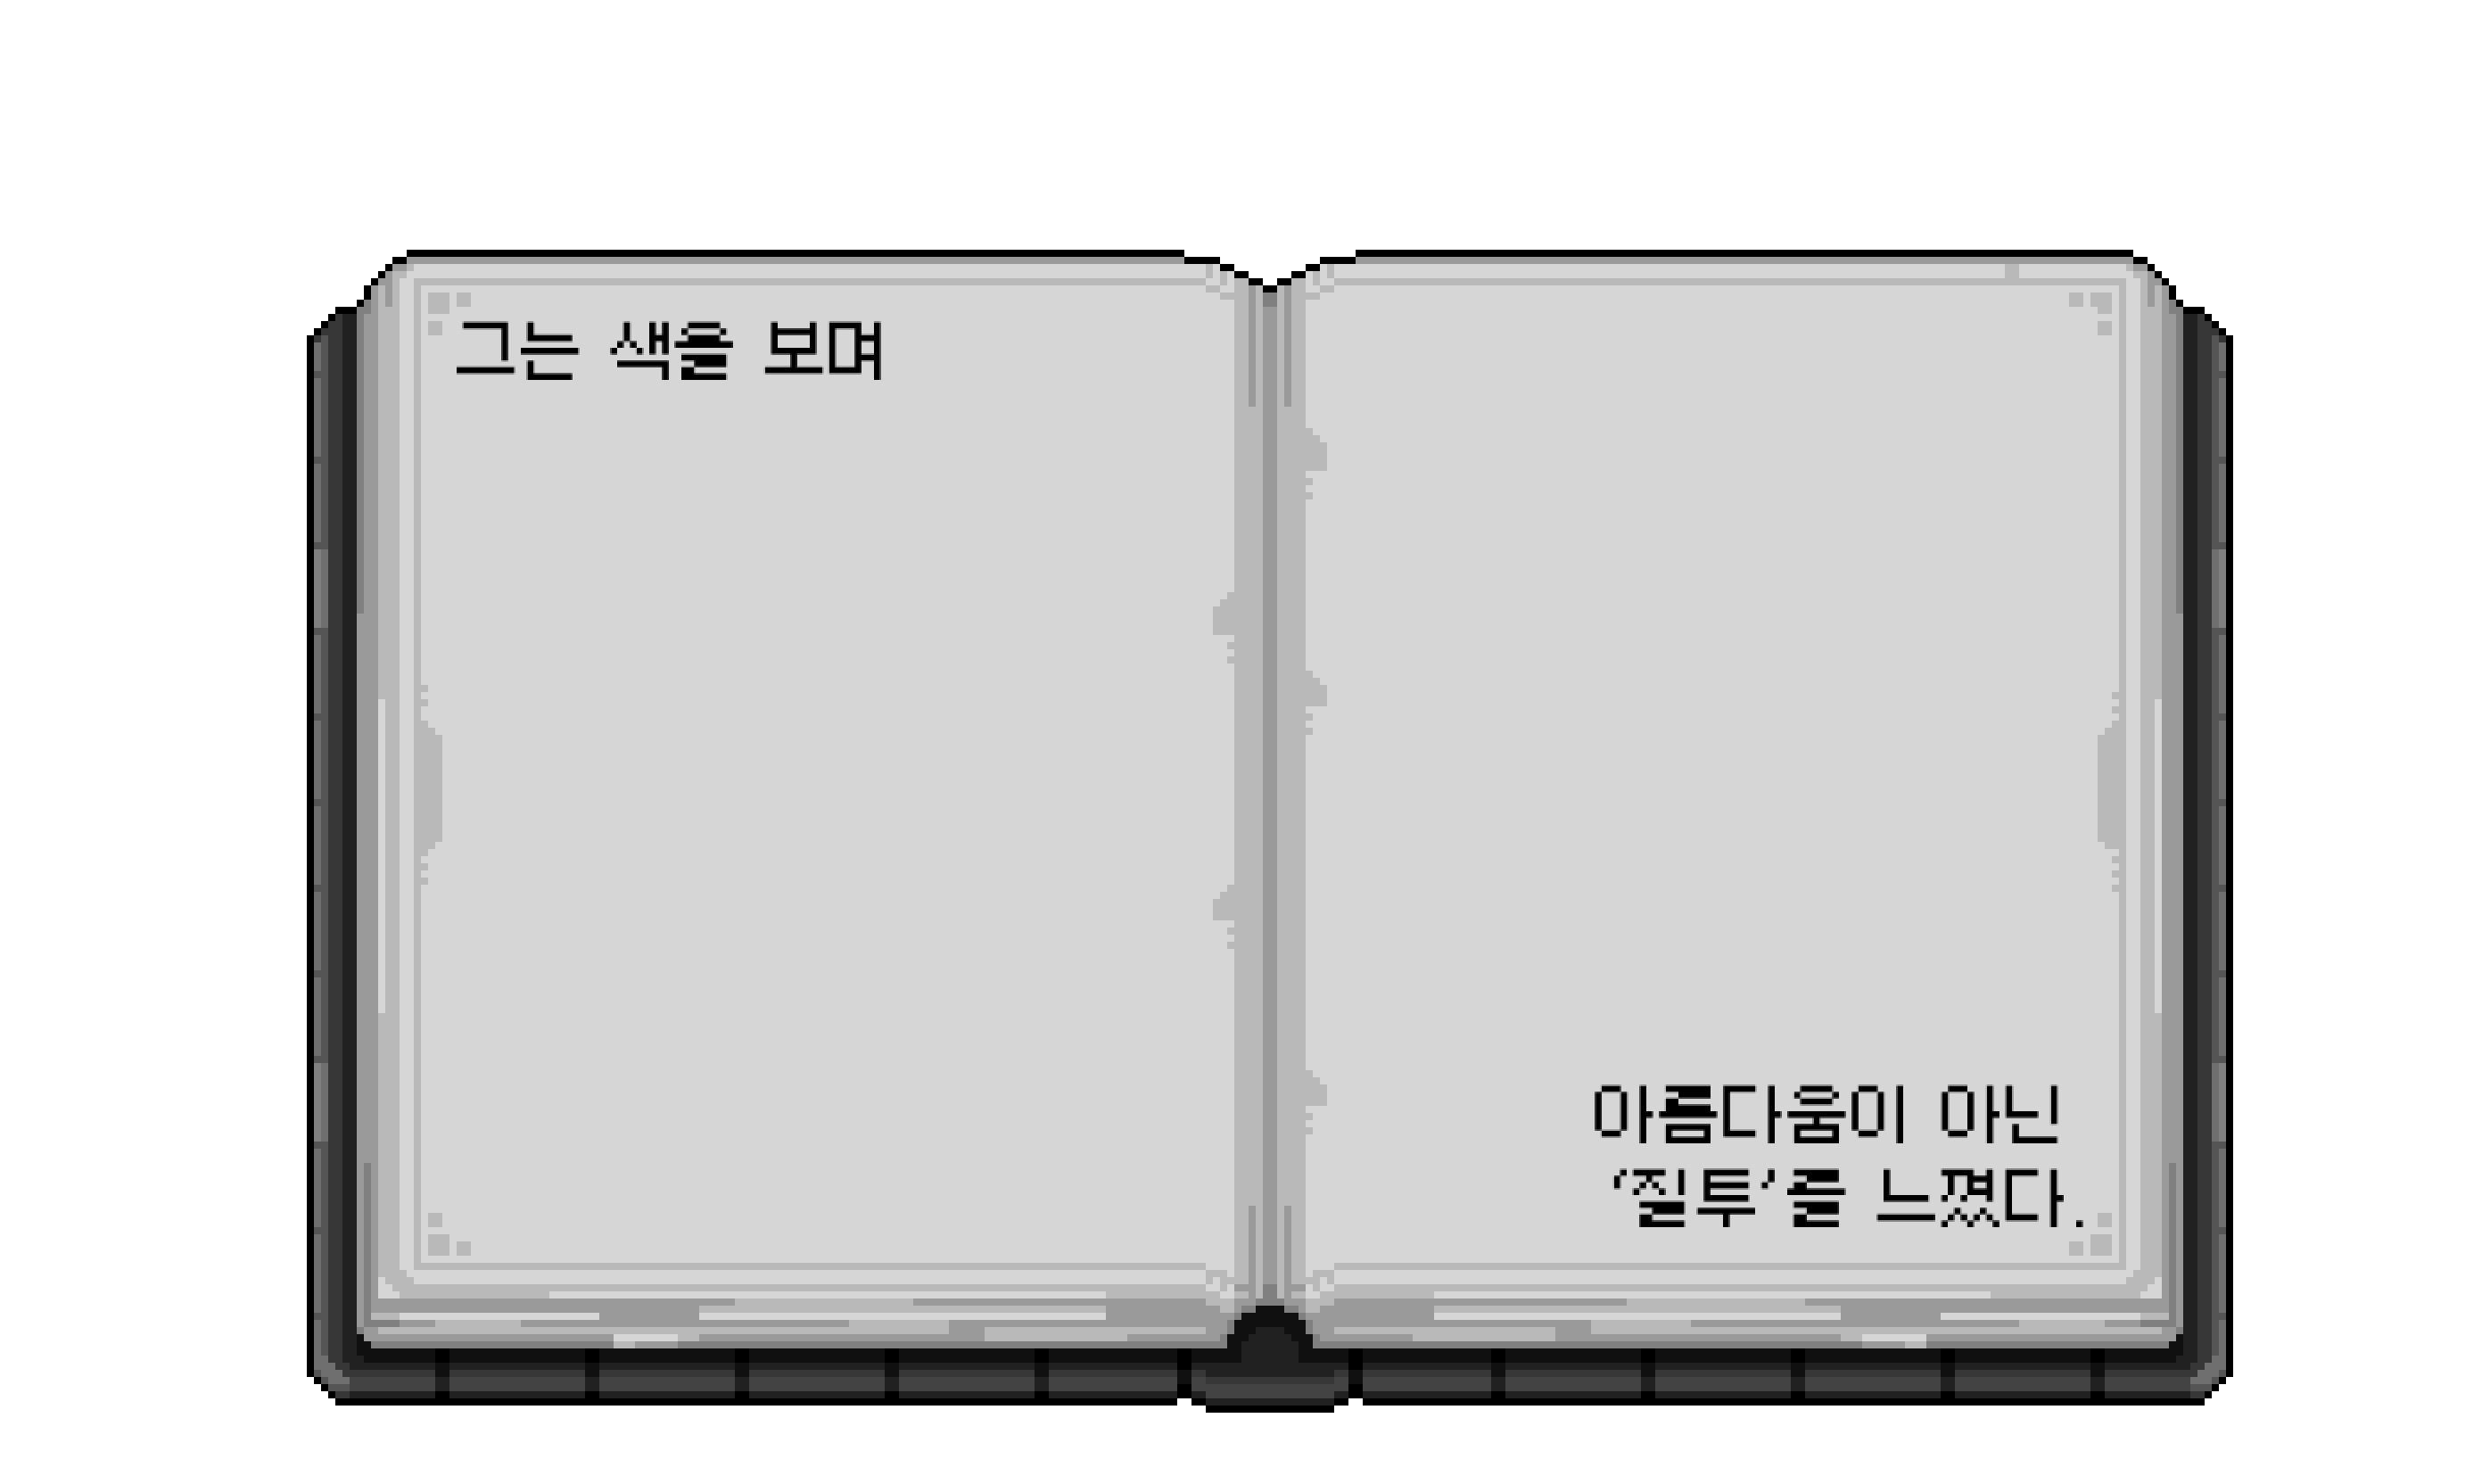 그는 색을 보며
아름다움이 아닌
‘질투’를 느꼈다.